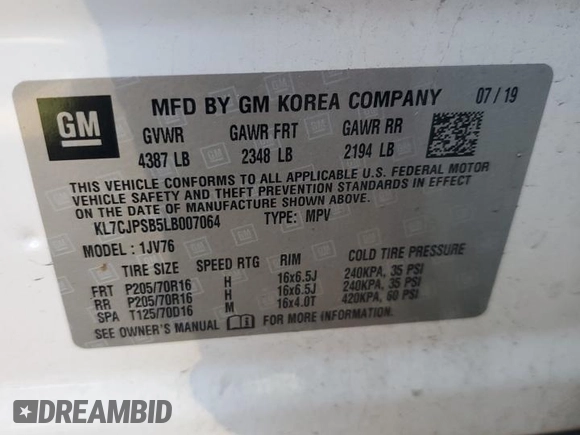 GM MFD BY GM KOREA COMPANY 07/19
GVWR GAWR FRT GAWR RR
4387 LB 2348 LB 2194 LB
THIS VEHICLE CONFORMS TO ALL APPLICABLE U.S. FEDERAL MOTOR
VEHICLE SAFETY AND THEFT PREVENTION STANDARDS IN EFFECT
ON THE DATE OF MANUFACTURE SHOWN ABOVE.
KL7CJPSB5LB007064 TYPE: MPV
MODEL : 1JV76
TIRE SIZE SPEED RTG RIM COLD TIRE PRESSURE
FRT P205/70R16 H 16x6.5J 240KPA, 35 PSI
RR P205/70R16 H 16x6.5J 240KPA, 35 PSI
SPA T125/70D16 M 16x4.0T 420KPA, 60 PSI
SEE OWNER'S MANUAL FOR MORE INFORMATION.
DREAMBID